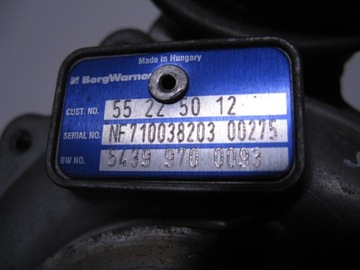 Made in Hungary
BorgWarner
CUST. NO. 55 22 50 12
SERIAL NO. NF710038203 00275
BW NO. 5439 970 0093